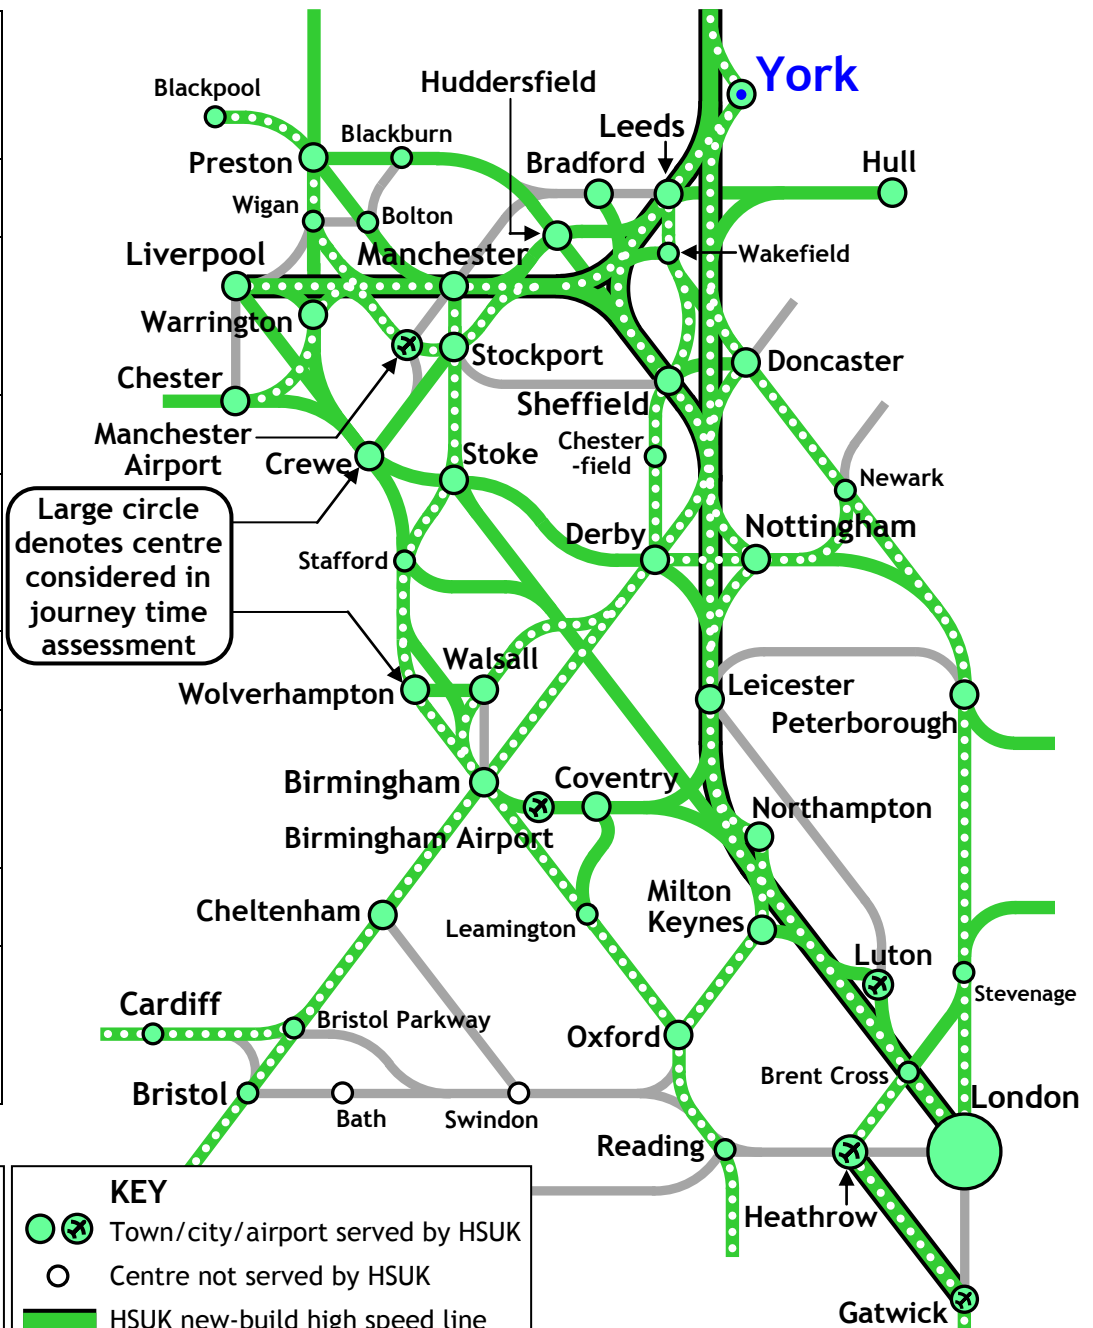 York
Huddersfield
Blackpool
Leeds
Blackburn
Bradford
Hull
Preston
Wigan
Bolton
Liverpool
Manchester
Wakefield
Warrington
Stockport
Doncaster
Chester
Sheffield
Manchester
Airport
Chester
-field
Crewe
Stoke
Newark
Large circle
denotes centre
considered in
journey time
assessment
Derby
Nottingham
Stafford
Walsall
Wolverhampton
Leicester
Peterborough
Birmingham
Coventry
Northampton
Birmingham Airport
Milton
Keynes
Cheltenham
Leamington
Luton
Cardiff
Bristol Parkway
Stevenage
Oxford
Brent Cross
London
Bristol
Bath
Swindon
Reading
Heathrow
Gatwick
KEY
Town/city/airport served by HSUK
Centre not served by HSUK
HSUK new-build high speed line